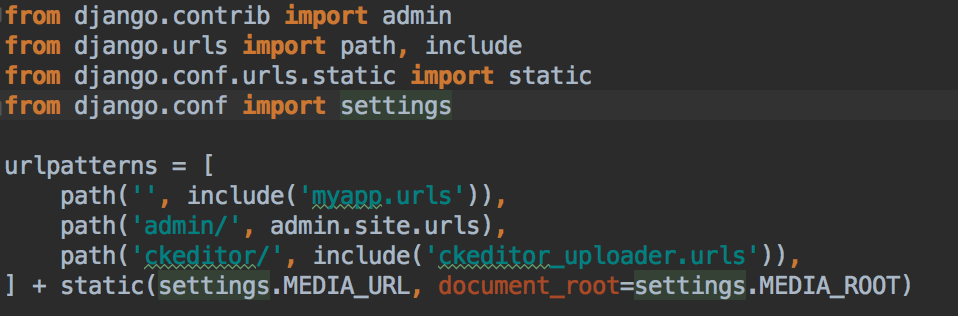 from django.contrib import admin
from django.urls import path, include
from django.conf.urls.static import static
from django.conf import settings
urlpatterns = [
    path('', include('myapp.urls')),
    path('admin/', admin.site.urls),
    path('ckeditor/', include('ckeditor_uploader.urls')),
] + static(settings.MEDIA_URL, document_root=settings.MEDIA_ROOT)